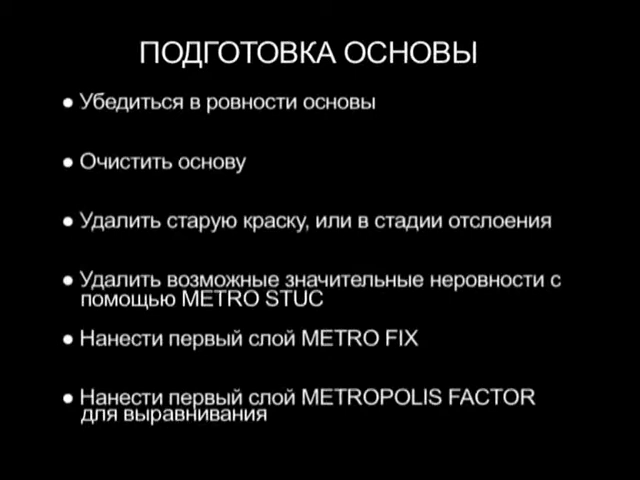 ПОДГОТОВКА ОСНОВЫ
● Убедиться в ровности основы
● Очистить основу
● Удалить старую краску, или в стадии отслоения
● Удалить возможные значительные неровности с
помощью METRO STUC
● Нанести первый слой METRO FIX
● Нанести первый слой METROPOLIS FACTOR
для выравнивания